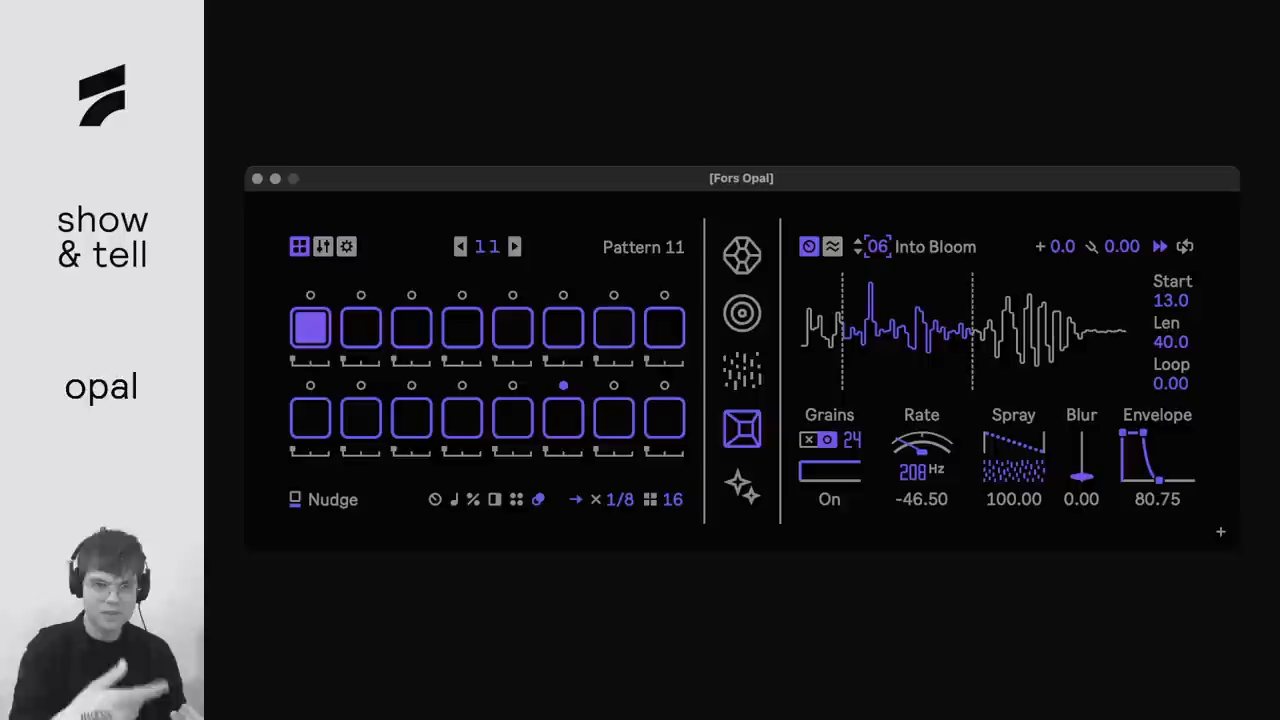 show
& tell
opal
[Fors Opal]
11
Pattern 11
[06] Into Bloom
+ 0.0
0.00
Start
13.0
Len
40.0
Loop
0.00
Grains
24
On
Rate
208 Hz
-46.50
Spray
100.00
Blur
0.00
Envelope
80.75
Nudge
→ × 1/8
16
+